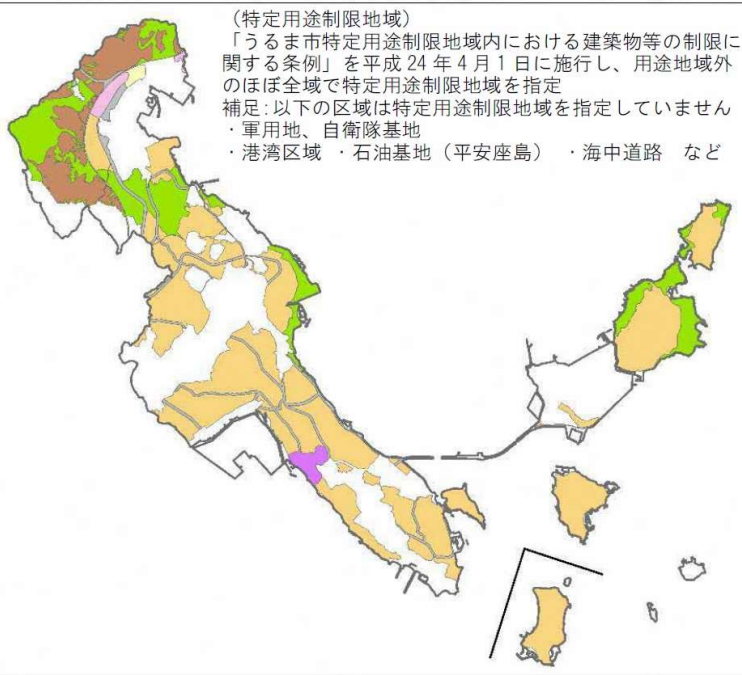 （特定用途制限地域）
「うるま市特定用途制限地域内における建築物等の制限に
関する条例」を平成 24 年 4 月 1 日に施行し、用途地域外
のほぼ全域で特定用途制限地域を指定
補足:以下の区域は特定用途制限地域を指定していません
・軍用地、自衛隊基地
・港湾区域 ・石油基地（平安座島） ・海中道路 など